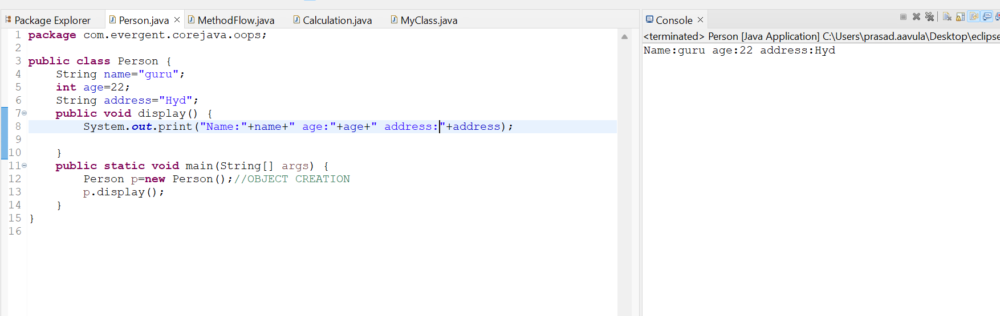 Package Explorer
Person.java
MethodFlow.java
Calculation.java
MyClass.java
1 package com.evergent.corejava.oops;
2
3 public class Person {
4 String name="guru";
5 int age=22;
6 String address="Hyd";
7 public void display() {
8 System.out.print("Name:"+name+" age:"+age+" address:"+address);
9
10 }
11 public static void main(String[] args) {
12 Person p=new Person();//OBJECT CREATION
13 p.display();
14 }
15 }
16
Console
<terminated> Person [Java Application] C:\Users\prasad.aavula\Desktop\eclipse
Name:guru age:22 address:Hyd